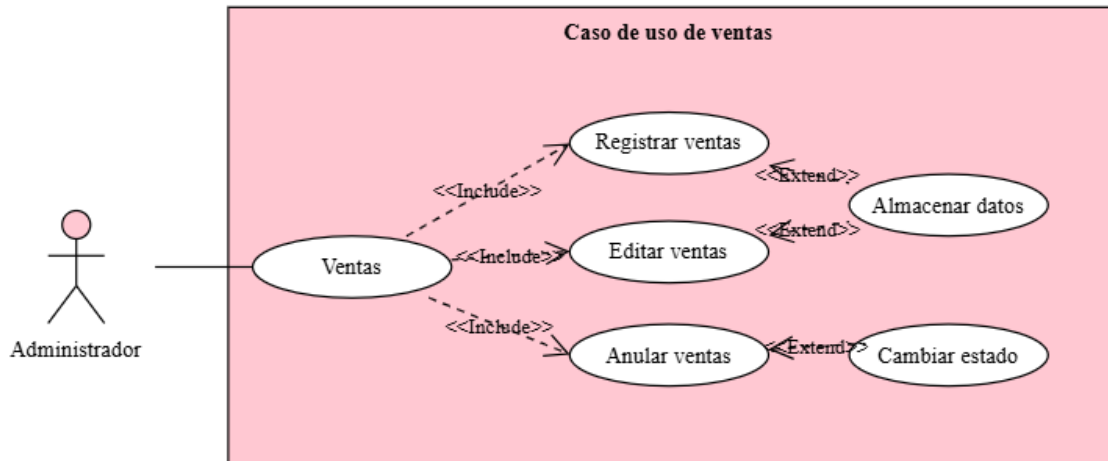 Caso de uso de ventas
Registrar ventas
<<Include>>
<<Extend>>
Almacenar datos
<<Extend>>
Ventas
<<Include>>
Editar ventas
<<Include>>
Administrador
Anular ventas
<<Extend>>
Cambiar estado